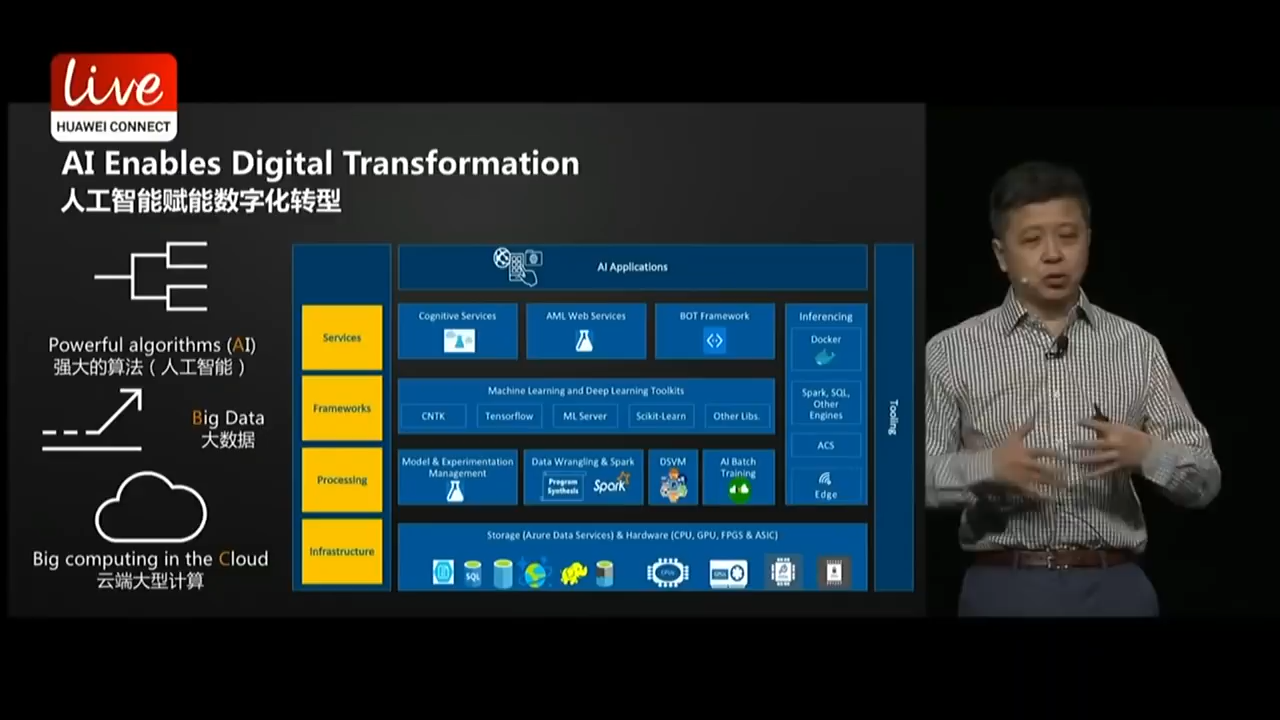 Live
HUAWEI CONNECT
AI Enables Digital Transformation
人工智能赋能数字化转型
Powerful algorithms (AI)
强大的算法（人工智能）
Big Data
大数据
Big computing in the Cloud
云端大型计算
Services
Frameworks
Processing
Infrastructure
AI Applications
Cognitive Services
AML Web Services
BOT Framework
Machine Learning and Deep Learning Toolkits
CNTK
Tensorflow
ML Server
Scikit-Learn
Other Libs.
Model & Experimentation
Management
Data Wrangling & Spark
Program
Synthesis
Spark
DSVM
AI Batch
Training
Inferencing
Docker
Spark, SQL,
Other
Engines
ACS
Edge
Storage (Azure Data Services) & Hardware (CPU, GPU, FPGS & ASIC)
SQL
CPU
Tooling